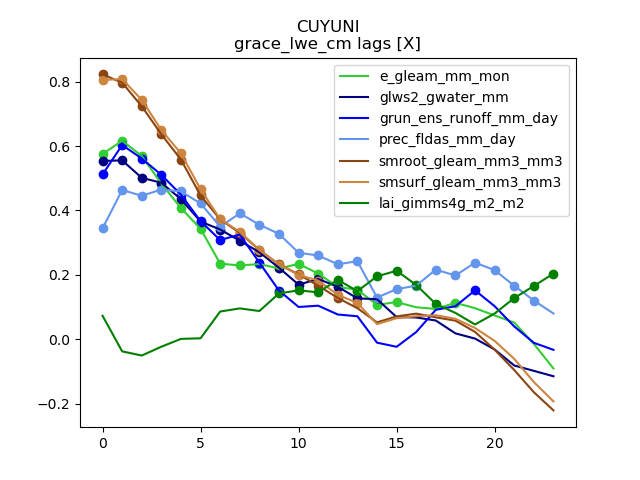 CUYUNI
grace_lwe_cm lags [X]
e_gleam_mm_mon
glws2_gwater_mm
grun_ens_runoff_mm_day
prec_fldas_mm_day
smroot_gleam_mm3_mm3
smsurf_gleam_mm3_mm3
lai_gimms4g_m2_m2
0.8
0.6
0.4
0.2
0.0
−0.2
0 5 10 15 20